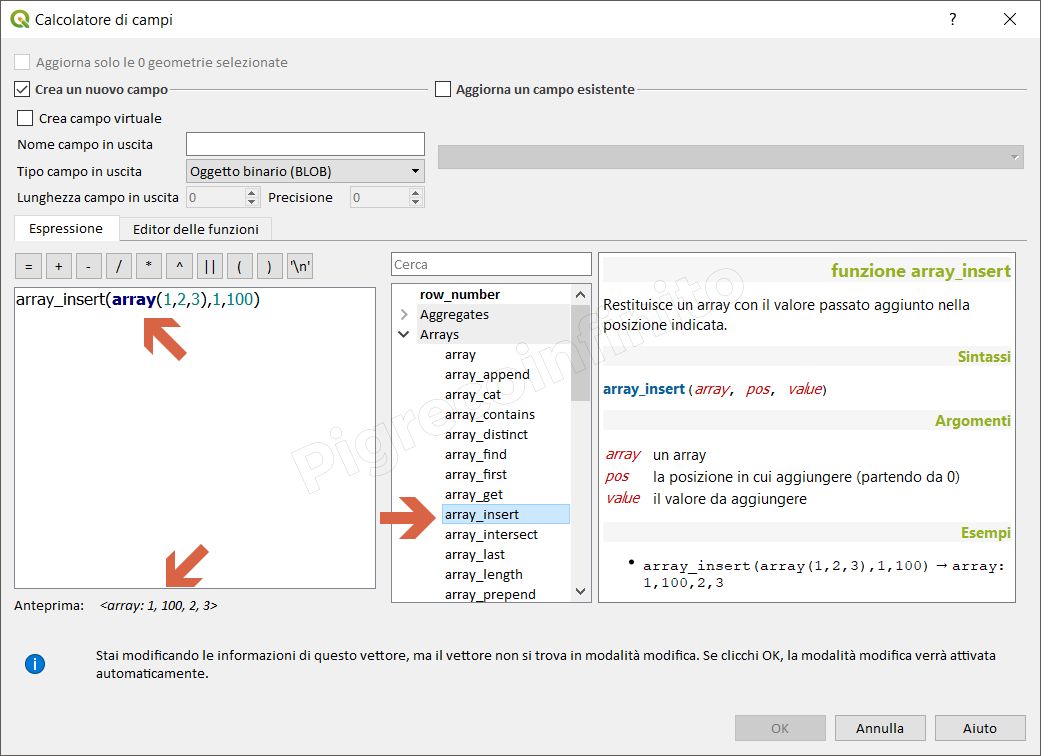 Calcolatore di campi
?
Aggiorna solo le 0 geometrie selezionate
Crea un nuovo campo
Aggiorna un campo esistente
Crea campo virtuale
Nome campo in uscita
Tipo campo in uscita
Oggetto binario (BLOB)
Lunghezza campo in uscita
0
Precisione
0
Espressione
Editor delle funzioni
= + - / * ^ || ( ) '\n'
array_insert(array(1,2,3),1,100)
Anteprima: <array: 1, 100, 2, 3>
Cerca
row_number
Aggregates
Arrays
array
array_append
array_cat
array_contains
array_distinct
array_find
array_first
array_get
array_insert
array_intersect
array_last
array_length
array_prepend
funzione array_insert
Restituisce un array con il valore passato aggiunto nella
posizione indicata.
Sintassi
array_insert(array, pos, value)
Argomenti
array un array
pos la posizione in cui aggiungere (partendo da 0)
value il valore da aggiungere
Esempi
• array_insert(array(1,2,3),1,100) → array:
1,100,2,3
Pigrecoinfinito
i
Stai modificando le informazioni di questo vettore, ma il vettore non si trova in modalità modifica. Se clicchi OK, la modalità modifica verrà attivata
automaticamente.
OK
Annulla
Aiuto